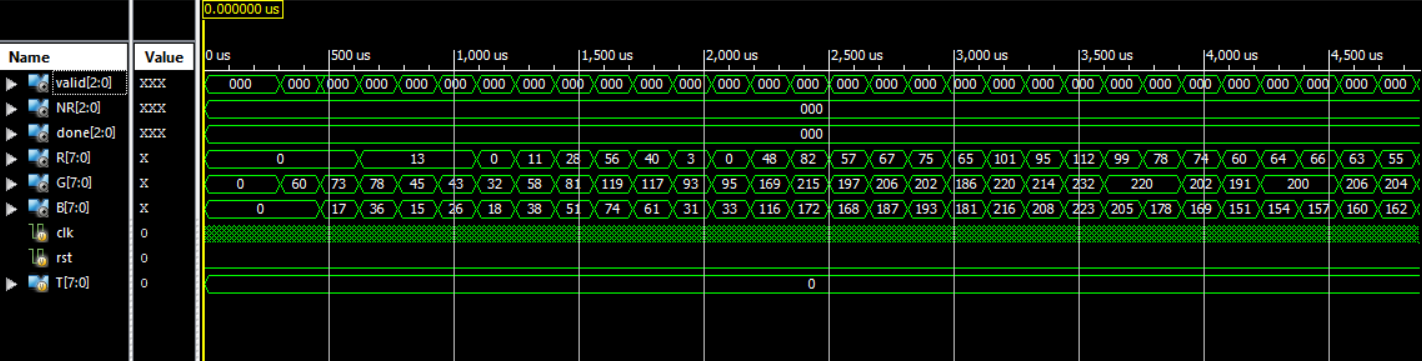 0.000000 us
Name Value 0 us 500 us 1,000 us 1,500 us 2,000 us 2,500 us 3,000 us 3,500 us 4,000 us 4,500 us
valid[2:0] XXX 000 000 000 000 000 000 000 000 000 000 000 000 000 000 000 000 000 000 000 000 000 000 000 000 000 000 000 000 000 000
NR[2:0] XXX 000
done[2:0] XXX 000
R[7:0] X 0 13 0 11 28 56 40 3 0 48 82 57 67 75 65 101 95 112 99 78 74 60 64 66 63 55
G[7:0] X 0 60 73 78 45 43 32 58 81 119 117 93 95 169 215 197 206 202 186 220 214 232 220 202 191 200 206 204
B[7:0] X 0 17 36 15 26 18 38 51 74 61 31 33 116 172 168 187 193 181 216 208 223 205 178 169 151 154 157 160 162
clk 0
rst 0
T[7:0] 0 0